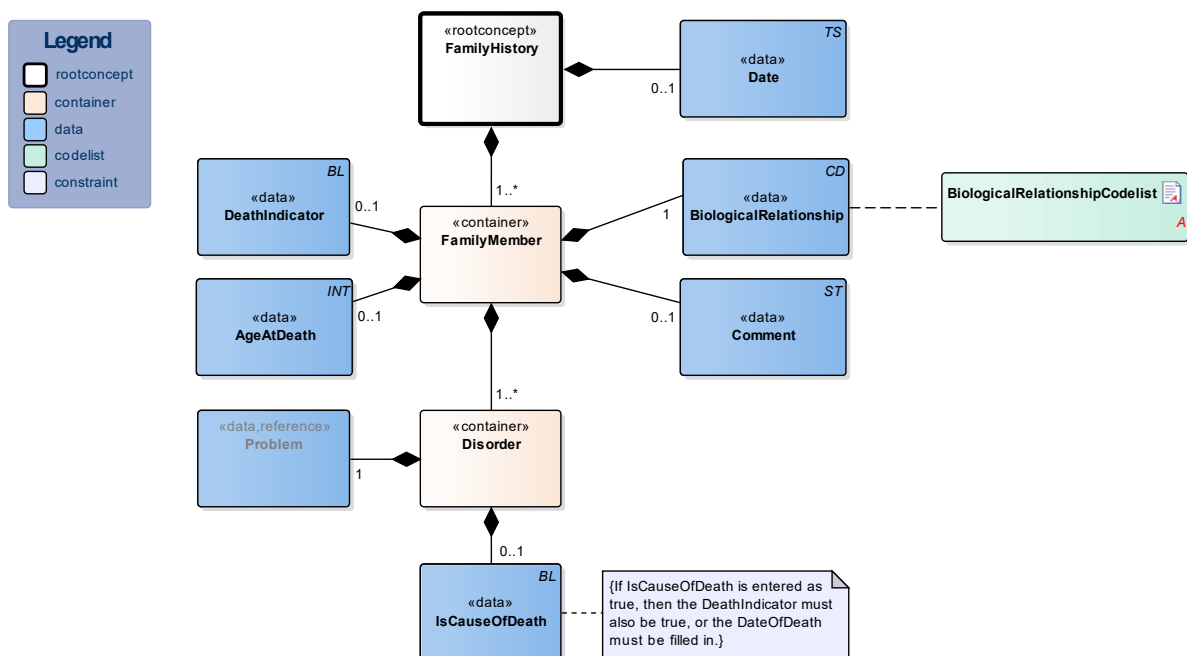 Legend
rootconcept
container
data
codelist
constraint
«rootconcept»
FamilyHistory
TS
«data»
Date
0..1
1..*
BL
«data»
DeathIndicator
0..1
«container»
FamilyMember
CD
«data»
BiologicalRelationship
1
BiologicalRelationshipCodelist
A
INT
«data»
AgeAtDeath
0..1
ST
«data»
Comment
0..1
1..*
«data,reference»
Problem
1
«container»
Disorder
0..1
BL
«data»
IsCauseOfDeath
{If IsCauseOfDeath is entered as
true, then the DeathIndicator must
also be true, or the DateOfDeath
must be filled in.}